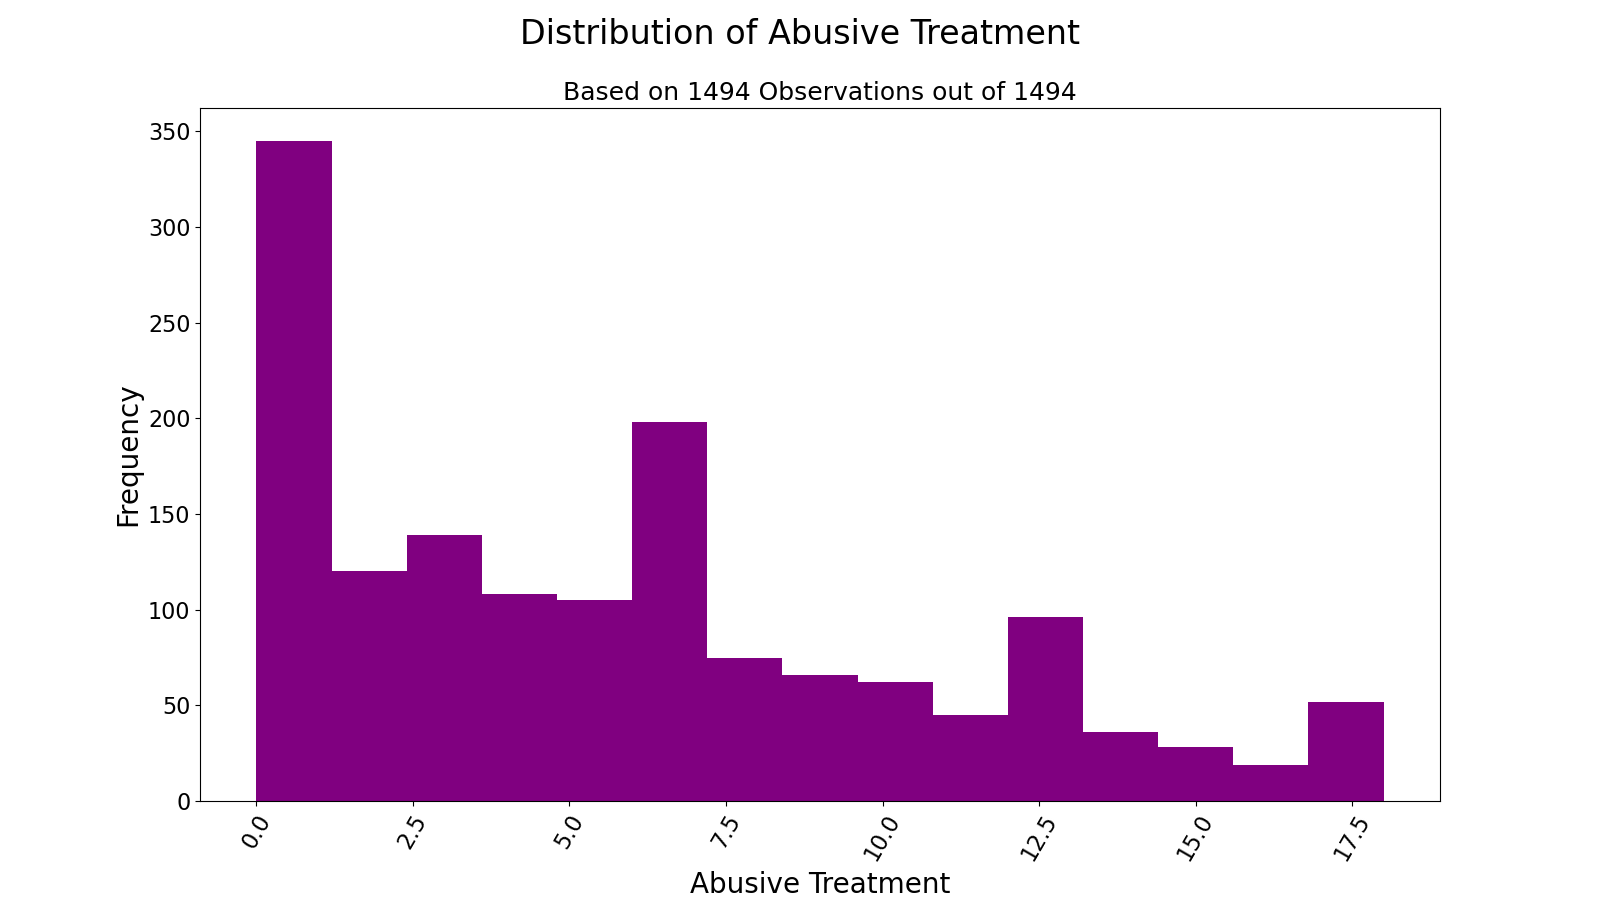 Distribution of Abusive Treatment
Based on 1494 Observations out of 1494
350
300
250
200
150
100
50
0
Frequency
0.0 2.5 5.0 7.5 10.0 12.5 15.0 17.5
Abusive Treatment